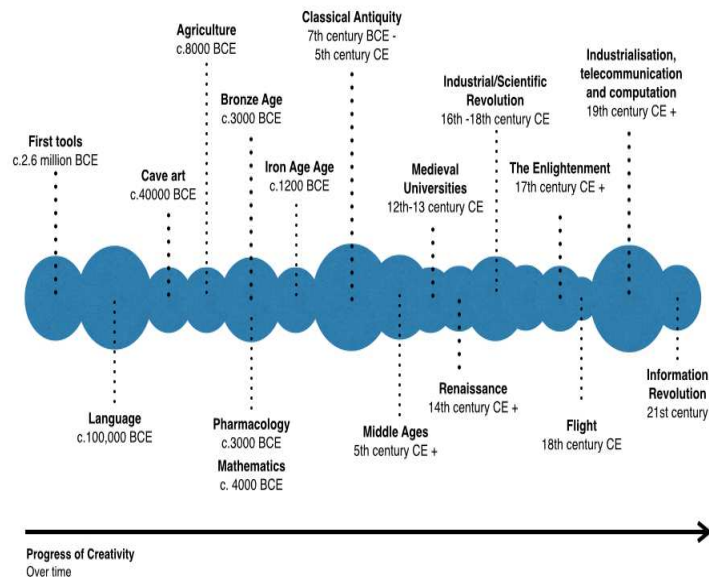 First tools
c.2.6 million BCE
Language
c.100,000 BCE
Cave art
c.40000 BCE
Agriculture
c.8000 BCE
Bronze Age
c.3000 BCE
Pharmacology
c.3000 BCE
Mathematics
c. 4000 BCE
Iron Age Age
c.1200 BCE
Classical Antiquity
7th century BCE -
5th century CE
Middle Ages
5th century CE +
Medieval
Universities
12th-13 century CE
Renaissance
14th century CE +
Industrial/Scientific
Revolution
16th -18th century CE
The Enlightenment
17th century CE +
Flight
18th century CE
Industrialisation,
telecommunication
and computation
19th century CE +
Information
Revolution
21st century
Progress of Creativity
Over time